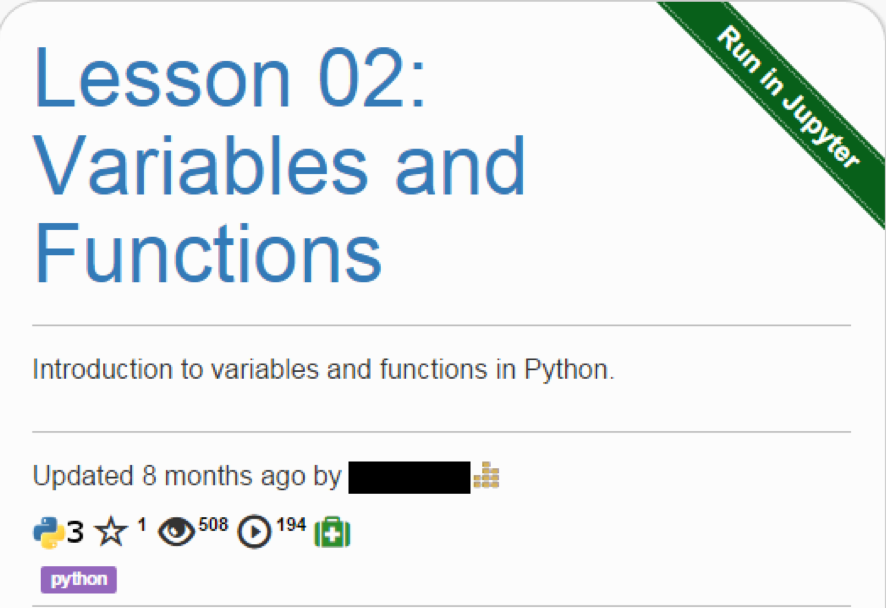 Lesson 02:
Variables and
Functions
Run in Jupyter
Introduction to variables and functions in Python.
Updated 8 months ago by
3 1 508 194
python